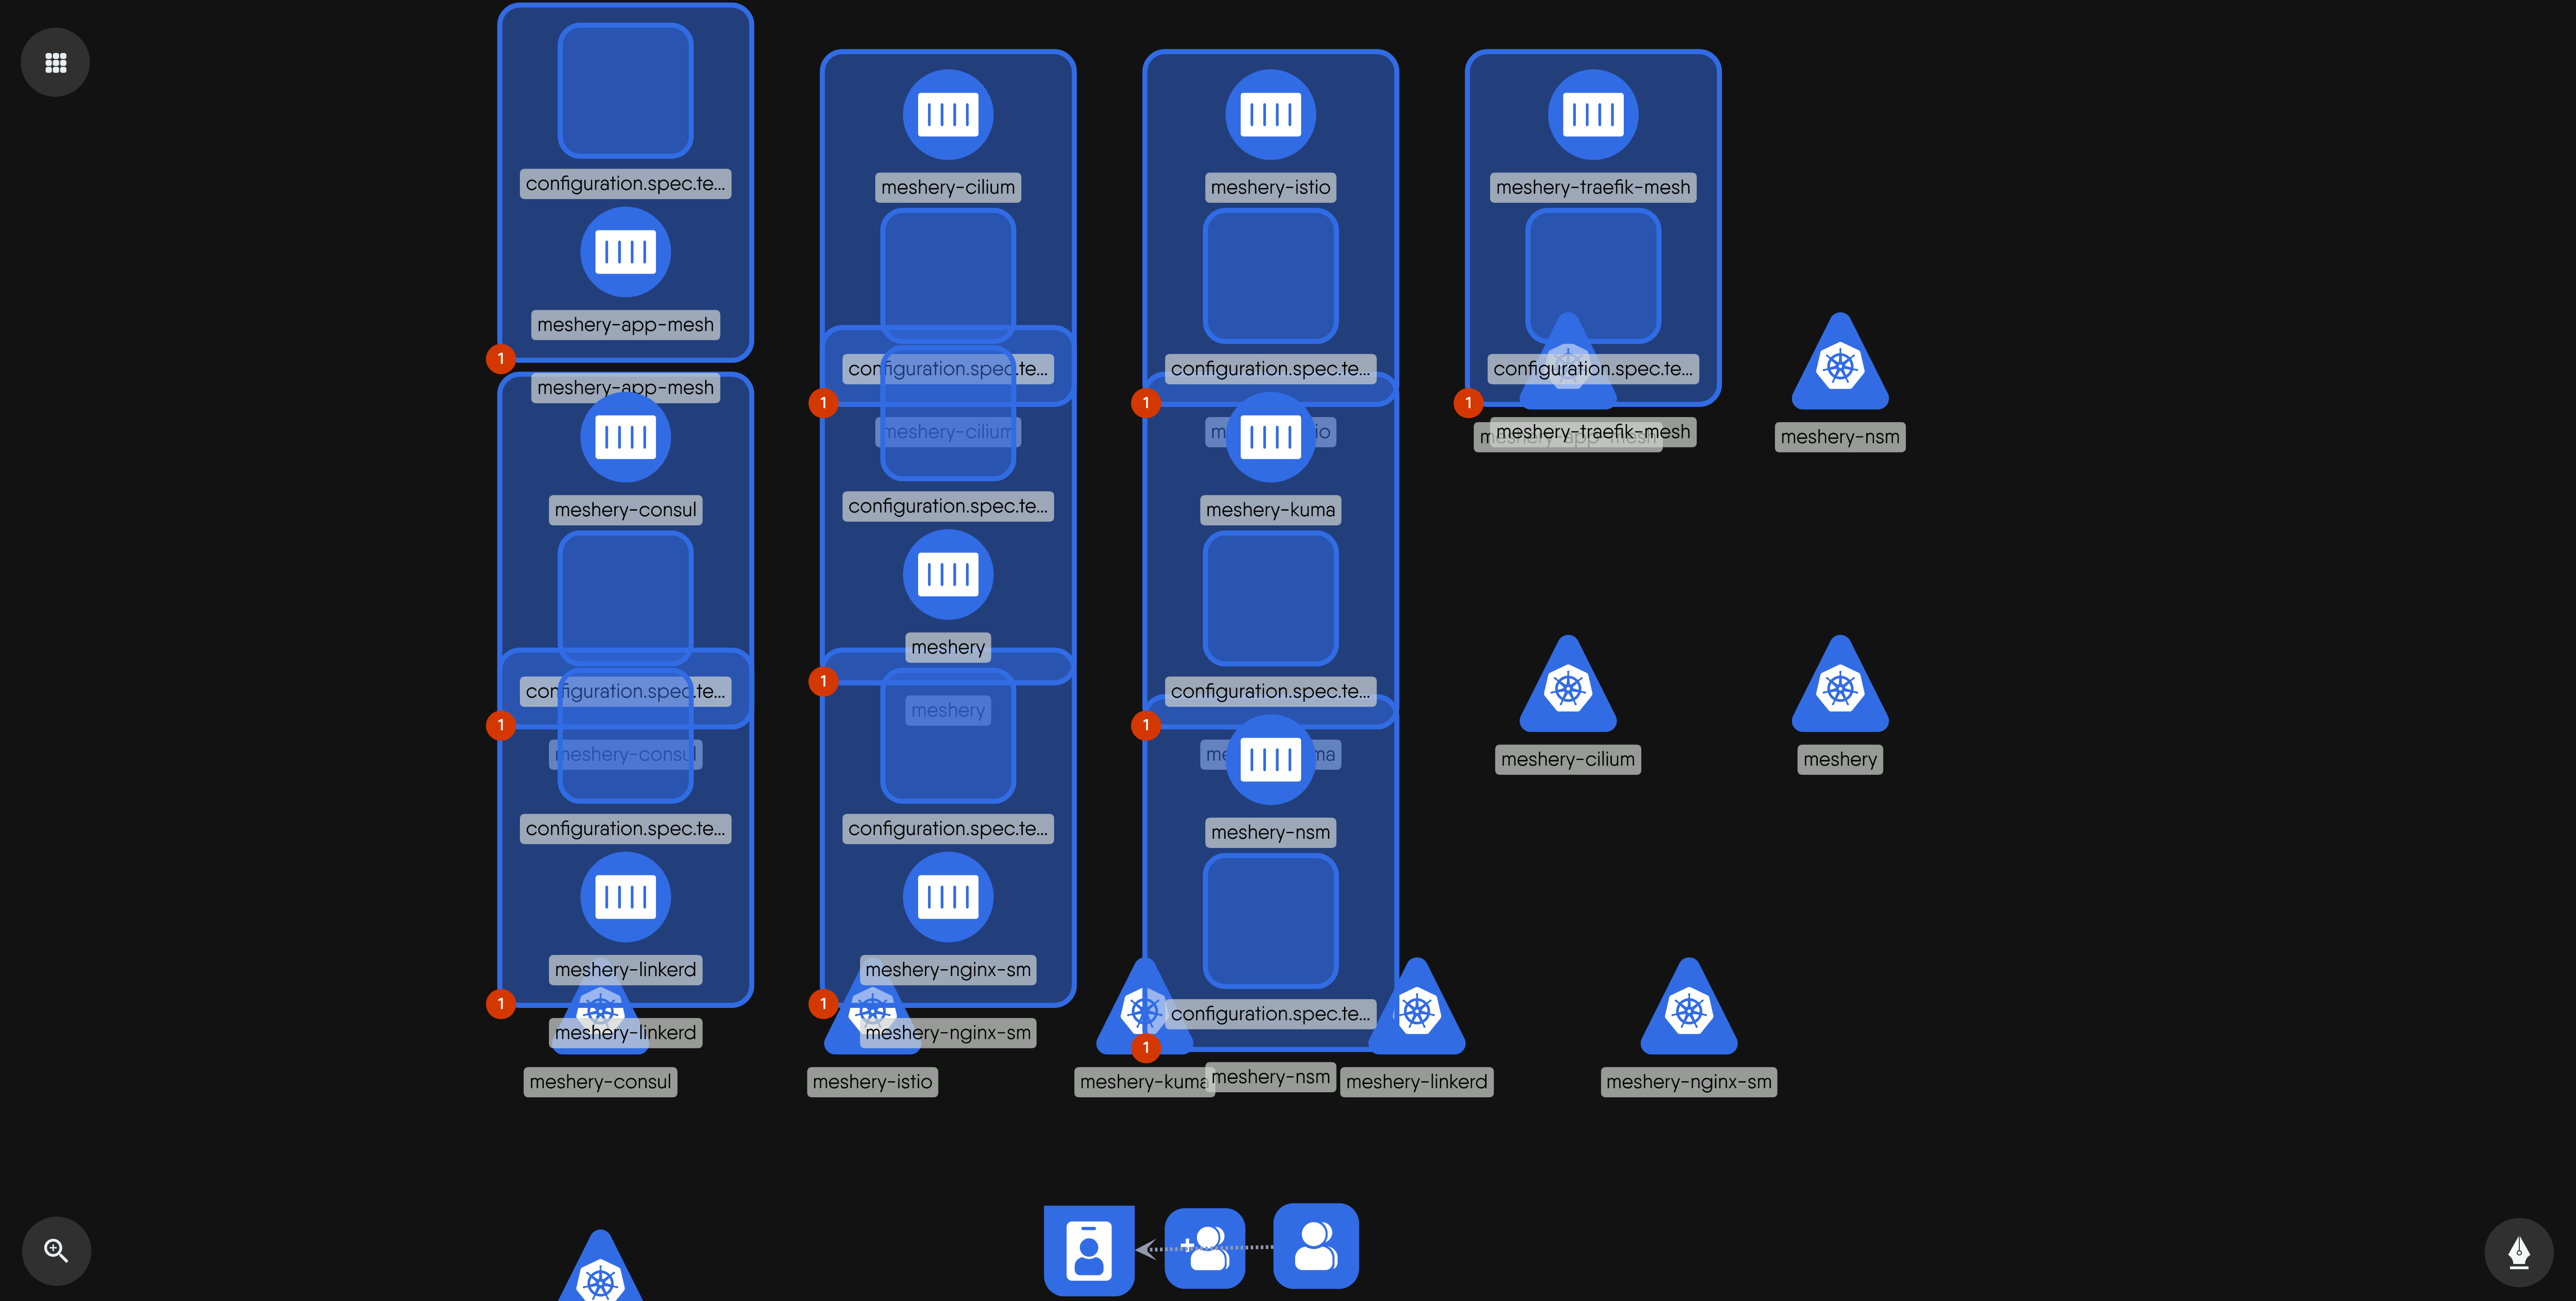 configuration.spec.te...
meshery-app-mesh
1
meshery-app-mesh
meshery-consul
configuration.spec.te...
1
meshery-consul
configuration.spec.te...
meshery-linkerd
1
meshery-linkerd
meshery-consul
meshery-cilium
configuration.spec.te...
1
meshery-cilium
configuration.spec.te...
meshery
1
meshery
configuration.spec.te...
meshery-nginx-sm
1
meshery-nginx-sm
meshery-istio
meshery-istio
configuration.spec.te...
1
meshery-kuma
configuration.spec.te...
1
meshery-nsm
configuration.spec.te...
1
meshery-kuma
meshery-nsm
meshery-linkerd
meshery-traefik-mesh
configuration.spec.te...
1
meshery-traefik-mesh
meshery-nsm
meshery-cilium
meshery
meshery-nginx-sm